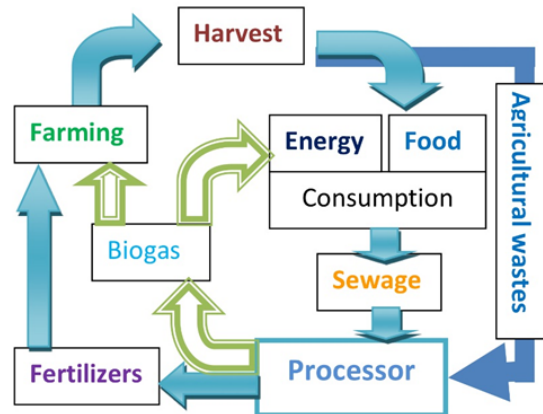 Harvest
Farming
Energy
Food
Agricultural wastes
Consumption
Biogas
Sewage
Fertilizers
Processor